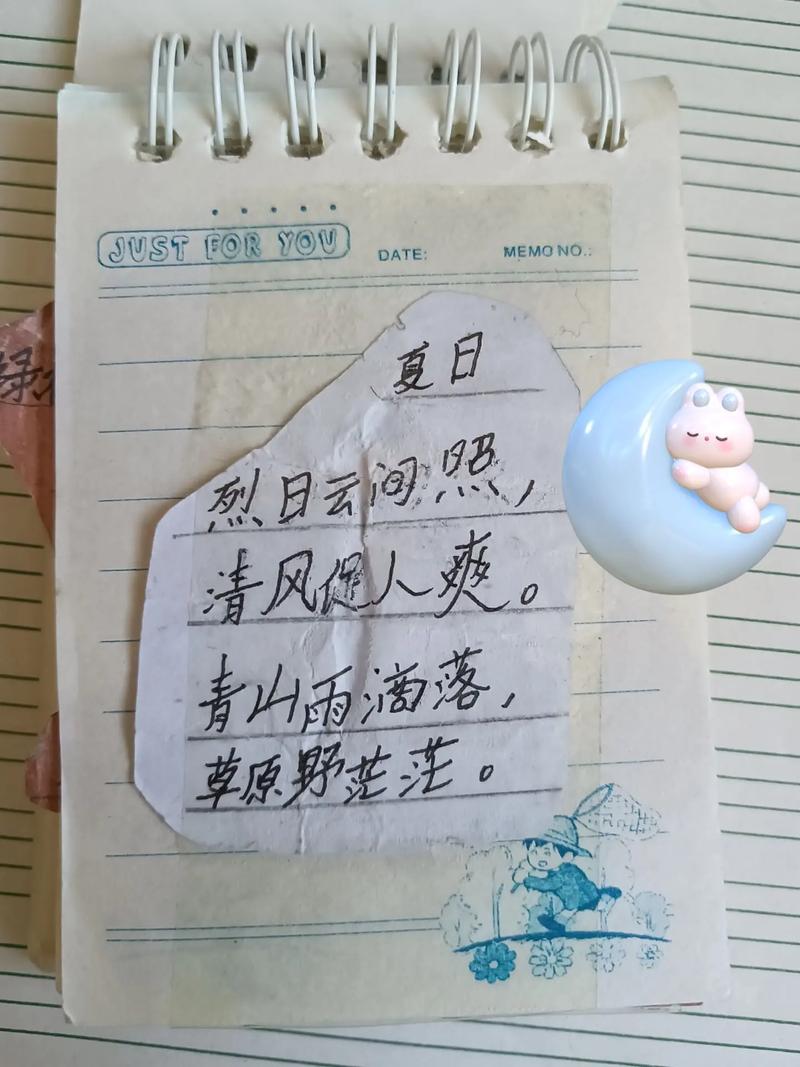 JUST FOR YOU
DATE:
MEMO NO.:
夏日
烈日云间照,
清风促人爽。
青山雨滴落,
草原野茫茫。
绿